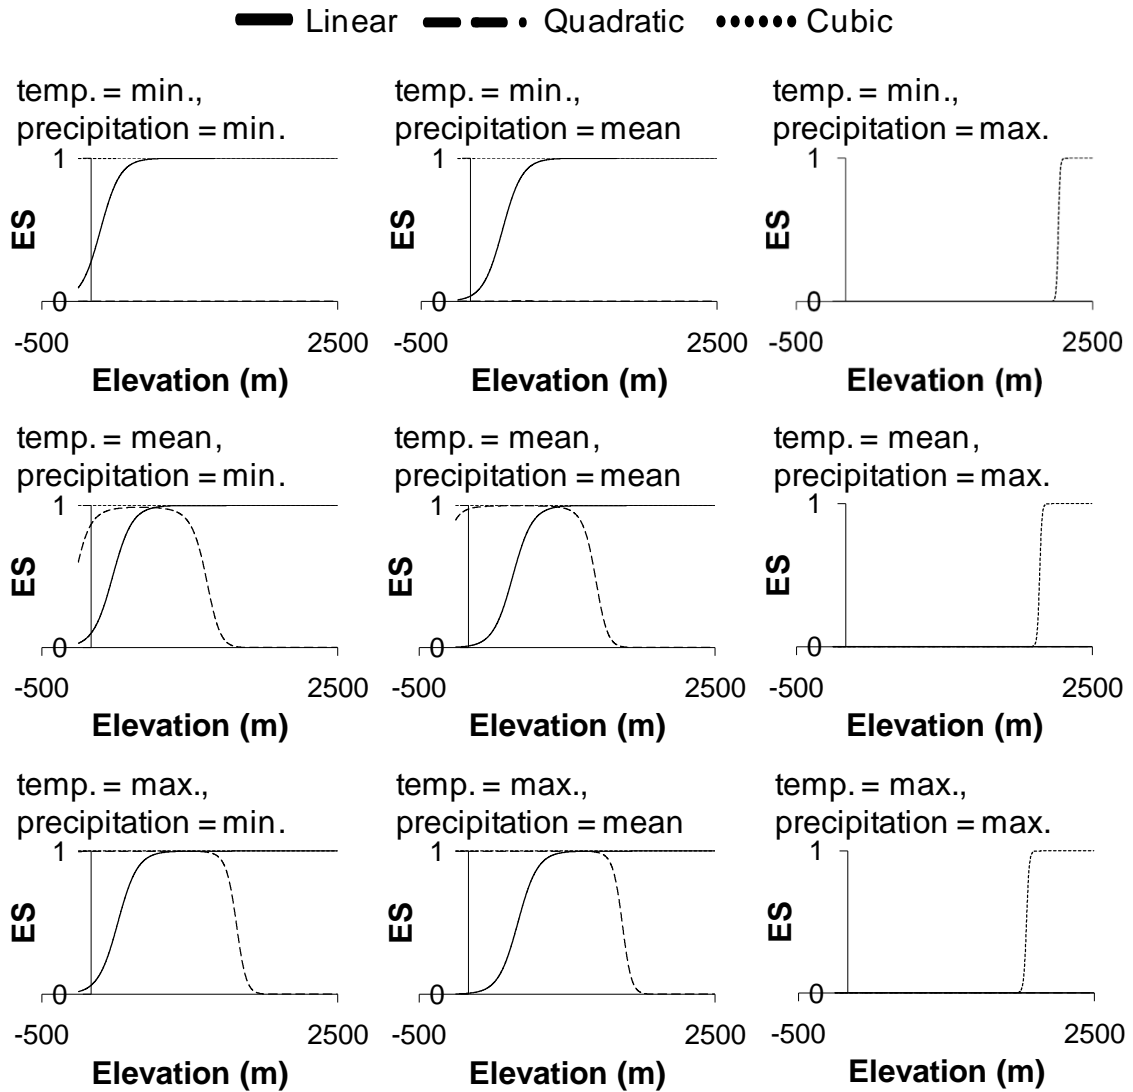 Linear Quadratic Cubic
temp. = min.,
precipitation = min.
1
ES
0
-500 2500
Elevation (m)
temp. = min.,
precipitation = mean
1
ES
0
-500 2500
Elevation (m)
temp. = min.,
precipitation = max.
1
ES
0
-500 2500
Elevation (m)
temp. = mean,
precipitation = min.
1
ES
0
-500 2500
Elevation (m)
temp. = mean,
precipitation = mean
1
ES
0
-500 2500
Elevation (m)
temp. = mean,
precipitation = max.
1
ES
0
-500 2500
Elevation (m)
temp. = max.,
precipitation = min.
1
ES
0
-500 2500
Elevation (m)
temp. = max.,
precipitation = mean
1
ES
0
-500 2500
Elevation (m)
temp. = max.,
precipitation = max.
1
ES
0
-500 2500
Elevation (m)